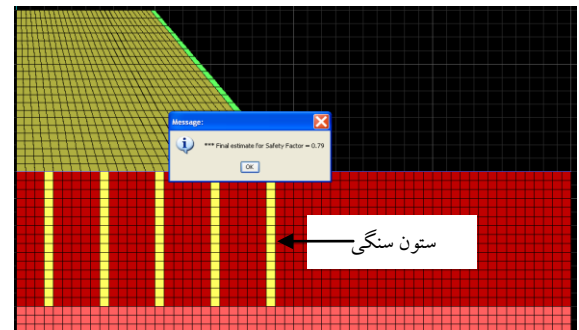 Message:
*** Final estimate for Safety Factor = 0.79
OK
ستون سنگی